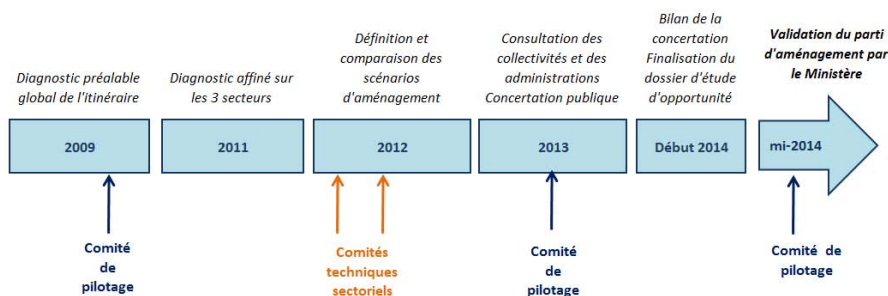 Diagnostic préalable
global de l'itinéraire
Diagnostic affiné sur
les 3 secteurs
Définition et
comparaison des
scénarios
d'aménagement
Consultation des
collectivités et des
administrations
Concertation publique
Bilan de la
concertation
Finalisation du
dossier d'étude
d'opportunité
Validation du parti
d'aménagement par
le Ministère
2009
2011
2012
2013
Début 2014
mi-2014
Comité
de
pilotage
Comités
techniques
sectoriels
Comité
de
pilotage
Comité de
pilotage